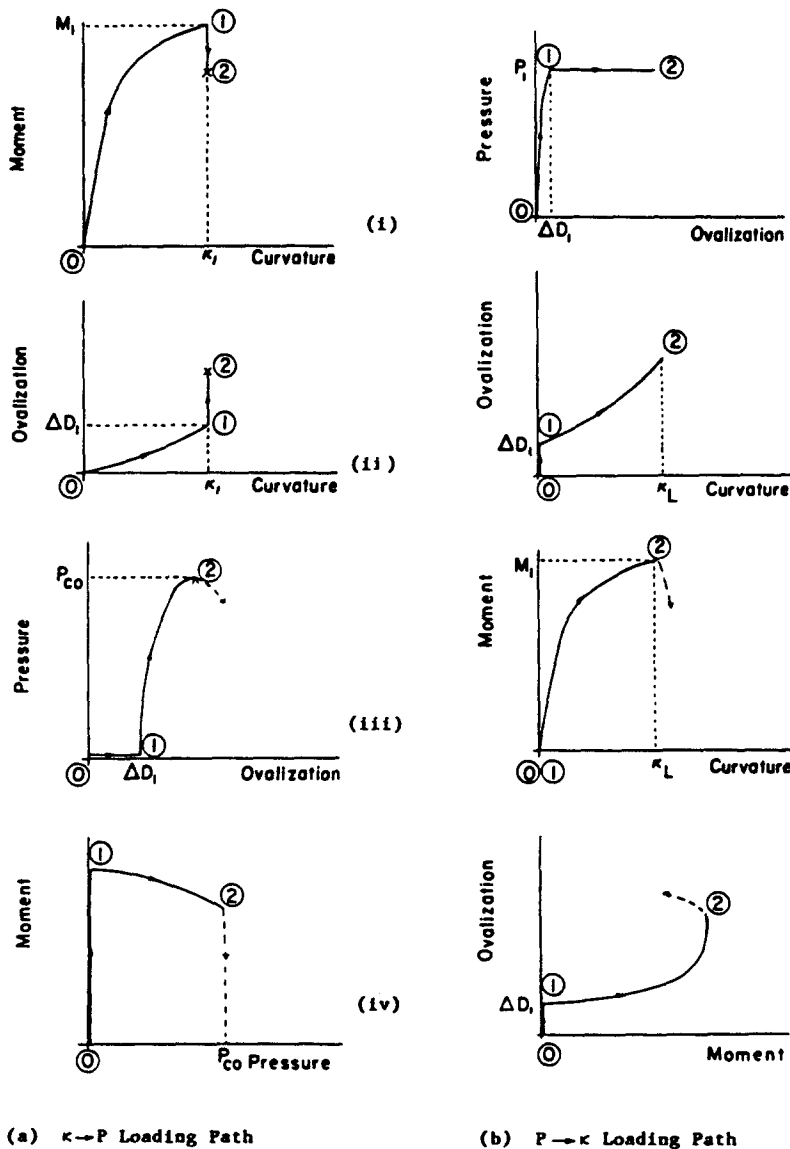 M₁
①
②
Moment
⓪
κ₁
Curvature
(i)
①
P₁
②
Pressure
⓪
ΔD₁
Ovalization
Ovalization
②
ΔD₁
①
⓪
κ₁
Curvature
(ii)
Ovalization
②
ΔD₁
①
⓪
κL
Curvature
Pco
②
Pressure
①
⓪
ΔD₁
Ovalization
(iii)
②
M₁
Moment
⓪①
κL
Curvature
①
②
Moment
⓪
Pco Pressure
(iv)
②
Ovalization
①
ΔD₁
⓪
Moment
(a) κ→P Loading Path
(b) P→κ Loading Path